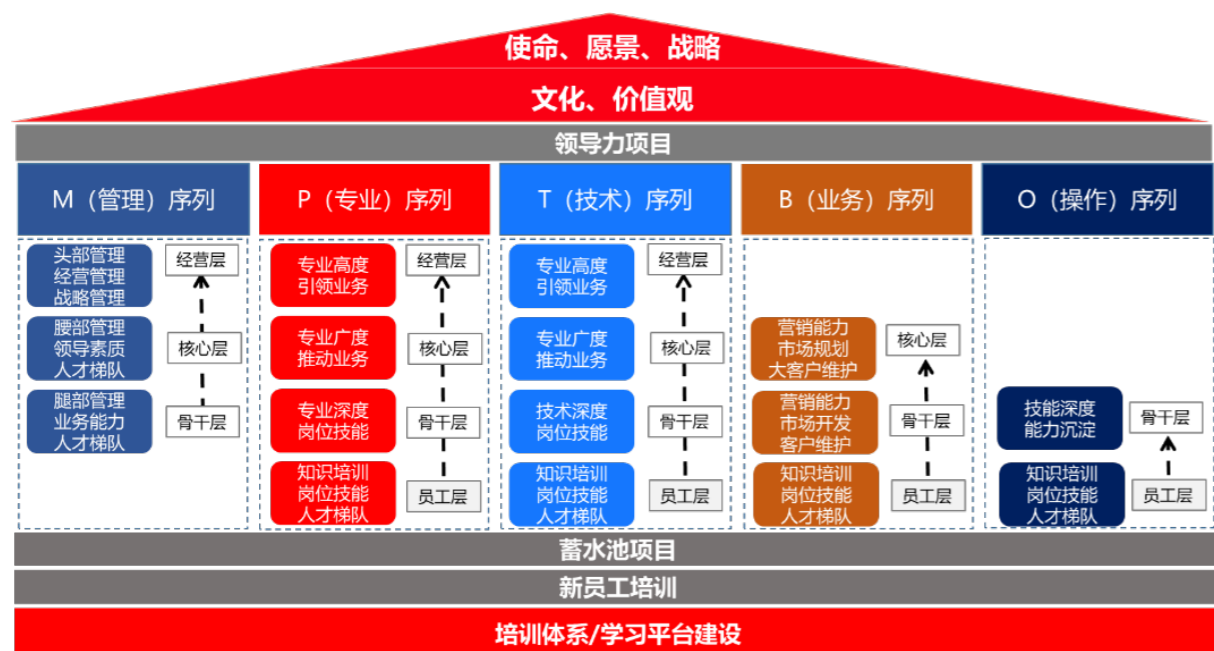 使命、愿景、战略
文化、价值观
领导力项目
M（管理）序列
P（专业）序列
T（技术）序列
B（业务）序列
O（操作）序列
头部管理
经营管理
战略管理
经营层
腰部管理
领导素质
人才梯队
核心层
腿部管理
业务能力
人才梯队
骨干层
专业高度
引领业务
经营层
专业广度
推动业务
核心层
专业深度
岗位技能
骨干层
知识培训
岗位技能
人才梯队
员工层
专业高度
引领业务
经营层
专业广度
推动业务
核心层
技术深度
岗位技能
骨干层
知识培训
岗位技能
人才梯队
员工层
营销能力
市场规划
大客户维护
核心层
营销能力
市场开发
客户维护
骨干层
知识培训
岗位技能
人才梯队
员工层
技能深度
能力沉淀
骨干层
知识培训
岗位技能
人才梯队
员工层
蓄水池项目
新员工培训
培训体系/学习平台建设